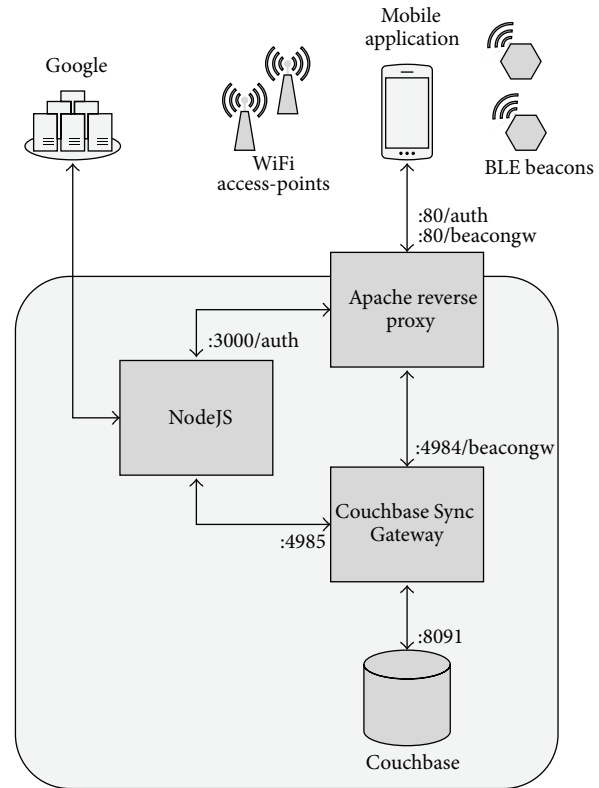 Mobile
application
Google
WiFi
access-points
BLE beacons
:80/auth
:80/beacongw
Apache reverse
proxy
:3000/auth
NodeJS
:4984/beacongw
Couchbase Sync
Gateway
:4985
:8091
Couchbase